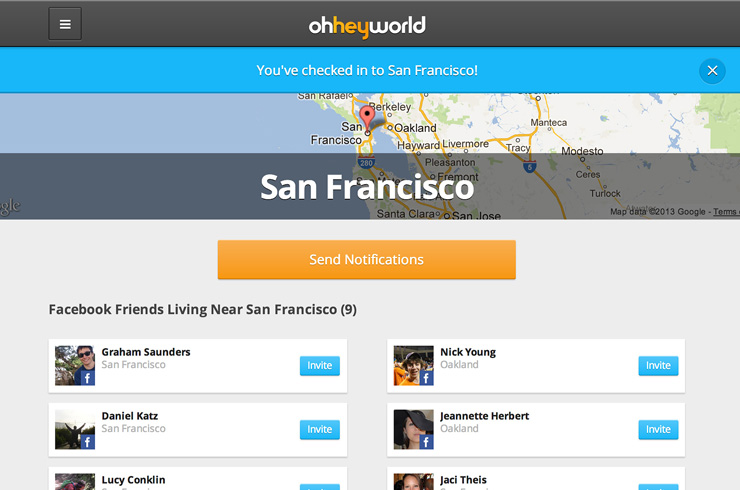 ohheyworld
You've checked in to San Francisco!
San Rafael
Berkeley
San Francisco
Oakland
Manteca
Hayward
Livermore
Tracy
280
5
Pleasanton
Modesto
Fremont
Ceres
Turlock
San Francisco
Santa Clara
San Jose
Map data ©2013 Google - Terms
Send Notifications
Facebook Friends Living Near San Francisco (9)
Graham Saunders
San Francisco
Invite
Nick Young
Oakland
Invite
Daniel Katz
San Francisco
Invite
Jeannette Herbert
Oakland
Invite
Lucy Conklin
Jaci Theis